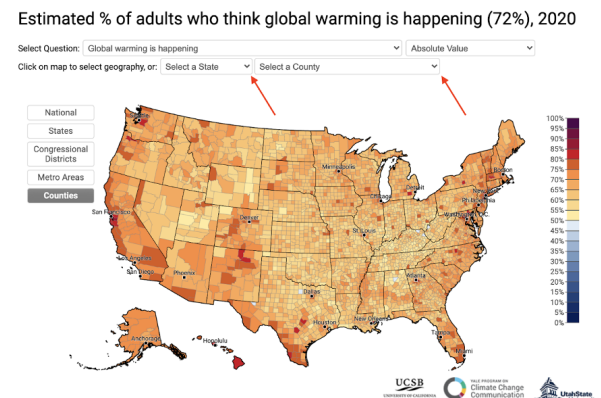 Estimated % of adults who think global warming is happening (72%), 2020
Select Question: Global warming is happening Absolute Value
Click on map to select geography, or: Select a State Select a County
National
States
Congressional
Districts
Metro Areas
Counties
Seattle
Minneapolis
Boston
Detroit
New York
Chicago
Philadelphia
San Francisco
Denver
Washington DC
St. Louis
Los Angeles
San Diego
Phoenix
Atlanta
Dallas
Houston
New Orleans
Tampa
Miami
Anchorage
Honolulu
100%
95%
90%
85%
80%
75%
70%
65%
60%
55%
50%
45%
40%
35%
30%
25%
20%
15%
10%
5%
0%
UCSB
UNIVERSITY OF CALIFORNIA
YALE PROGRAM ON
Climate Change
Communication
UtahState